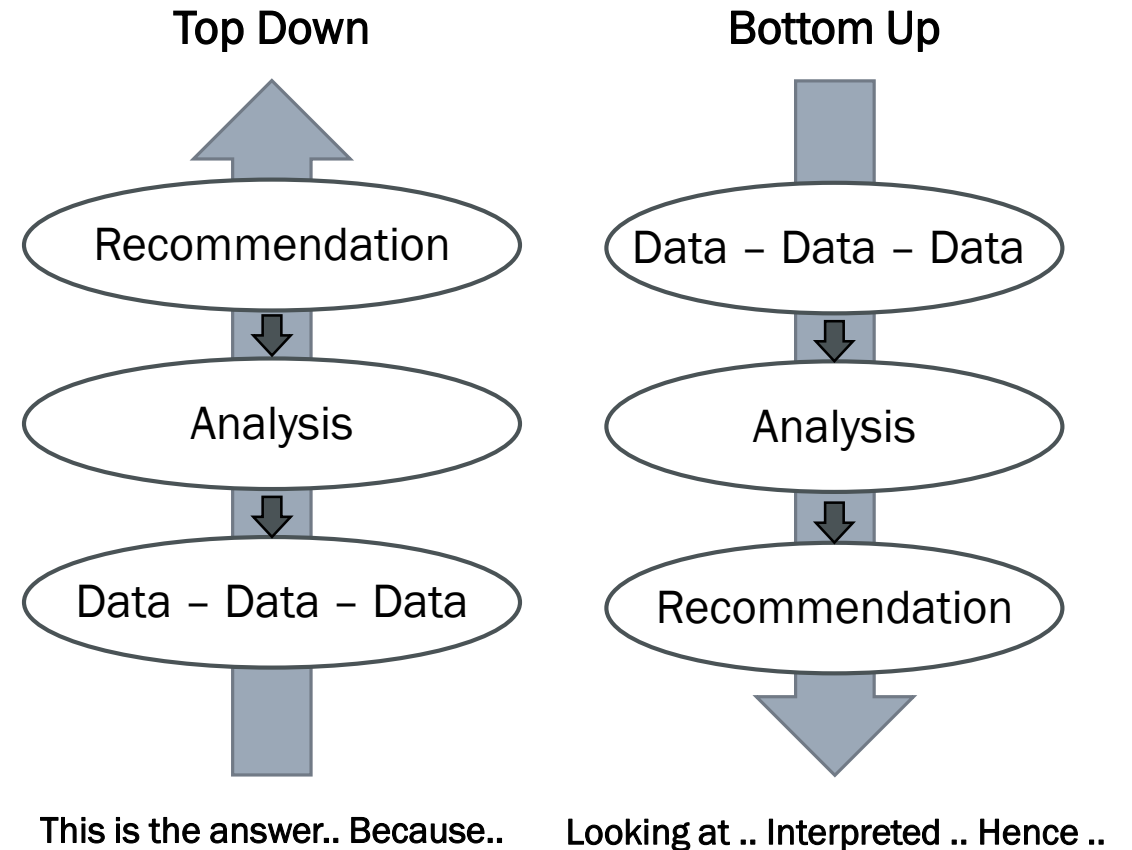 Top Down
Recommendation
Analysis
Data – Data – Data
This is the answer.. Because..
Bottom Up
Data – Data – Data
Analysis
Recommendation
Looking at .. Interpreted .. Hence ..